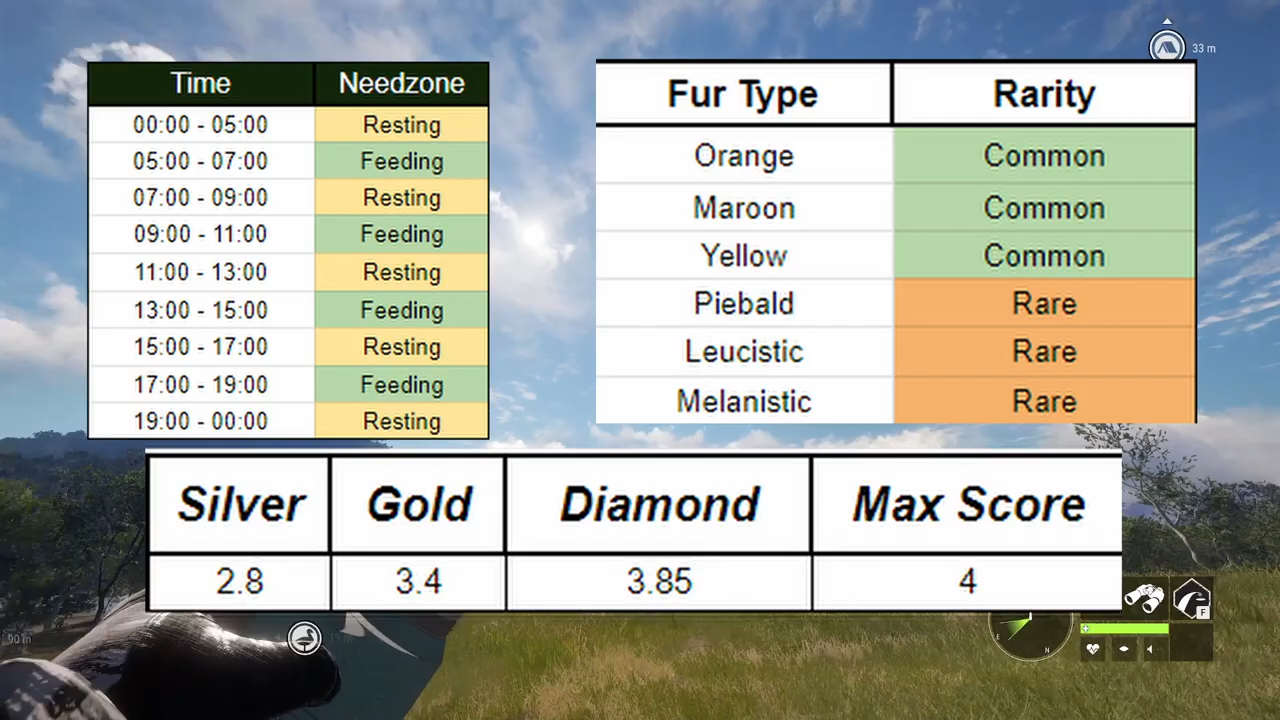 33 m
Time Needzone
00:00 - 05:00 Resting
05:00 - 07:00 Feeding
07:00 - 09:00 Resting
09:00 - 11:00 Feeding
11:00 - 13:00 Resting
13:00 - 15:00 Feeding
15:00 - 17:00 Resting
17:00 - 19:00 Feeding
19:00 - 00:00 Resting
Fur Type Rarity
Orange Common
Maroon Common
Yellow Common
Piebald Rare
Leucistic Rare
Melanistic Rare
Silver Gold Diamond Max Score
2.8 3.4 3.85 4
90 m
F
E
N